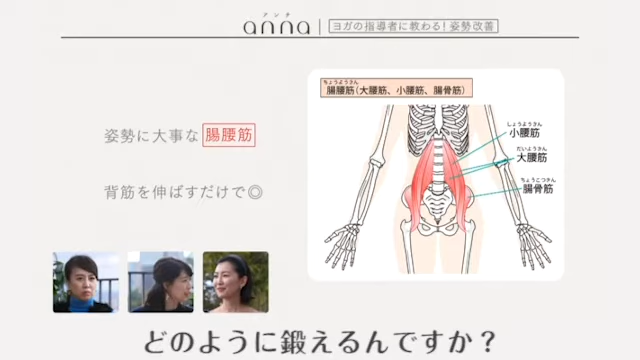 アンナ
anna
ヨガの指導者に教わる！姿勢改善
姿勢に大事な 腸腰筋
背筋を伸ばすだけで◎
ちょうようきん
腸腰筋(大腰筋、小腰筋、腸骨筋)
しょうようきん
小腰筋
だいようきん
大腰筋
ちょうこつきん
腸骨筋
どのように鍛えるんですか？